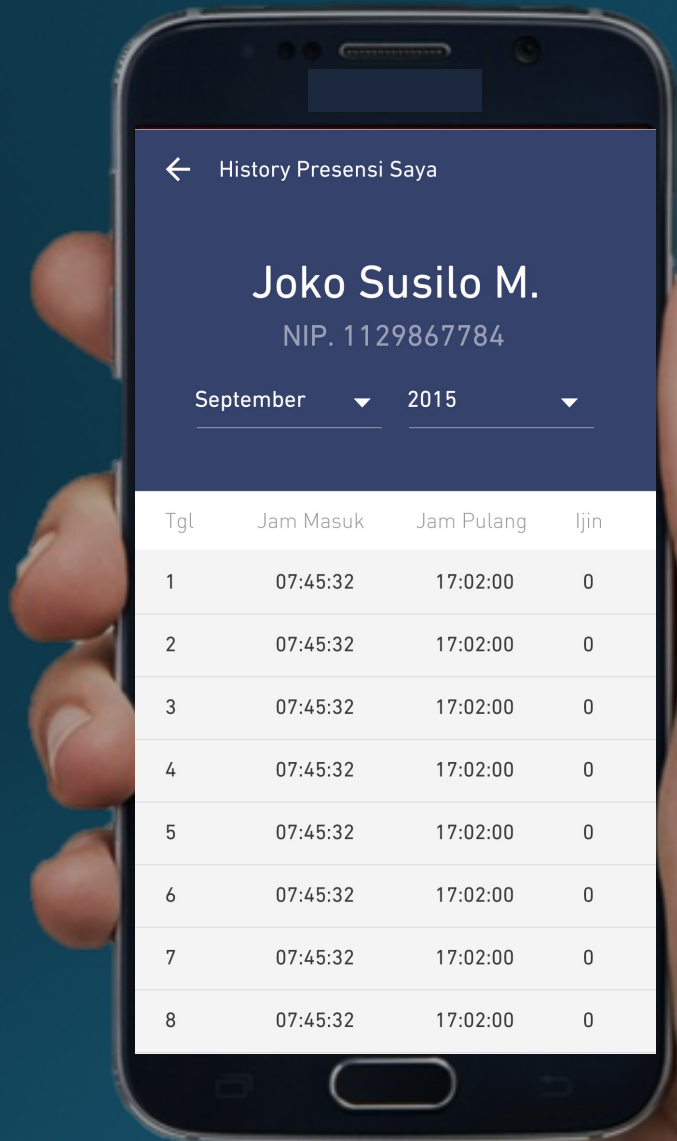 History Presensi Saya
Joko Susilo M.
NIP. 1129867784
September 2015
Tgl Jam Masuk Jam Pulang Ijin
1 07:45:32 17:02:00 0
2 07:45:32 17:02:00 0
3 07:45:32 17:02:00 0
4 07:45:32 17:02:00 0
5 07:45:32 17:02:00 0
6 07:45:32 17:02:00 0
7 07:45:32 17:02:00 0
8 07:45:32 17:02:00 0